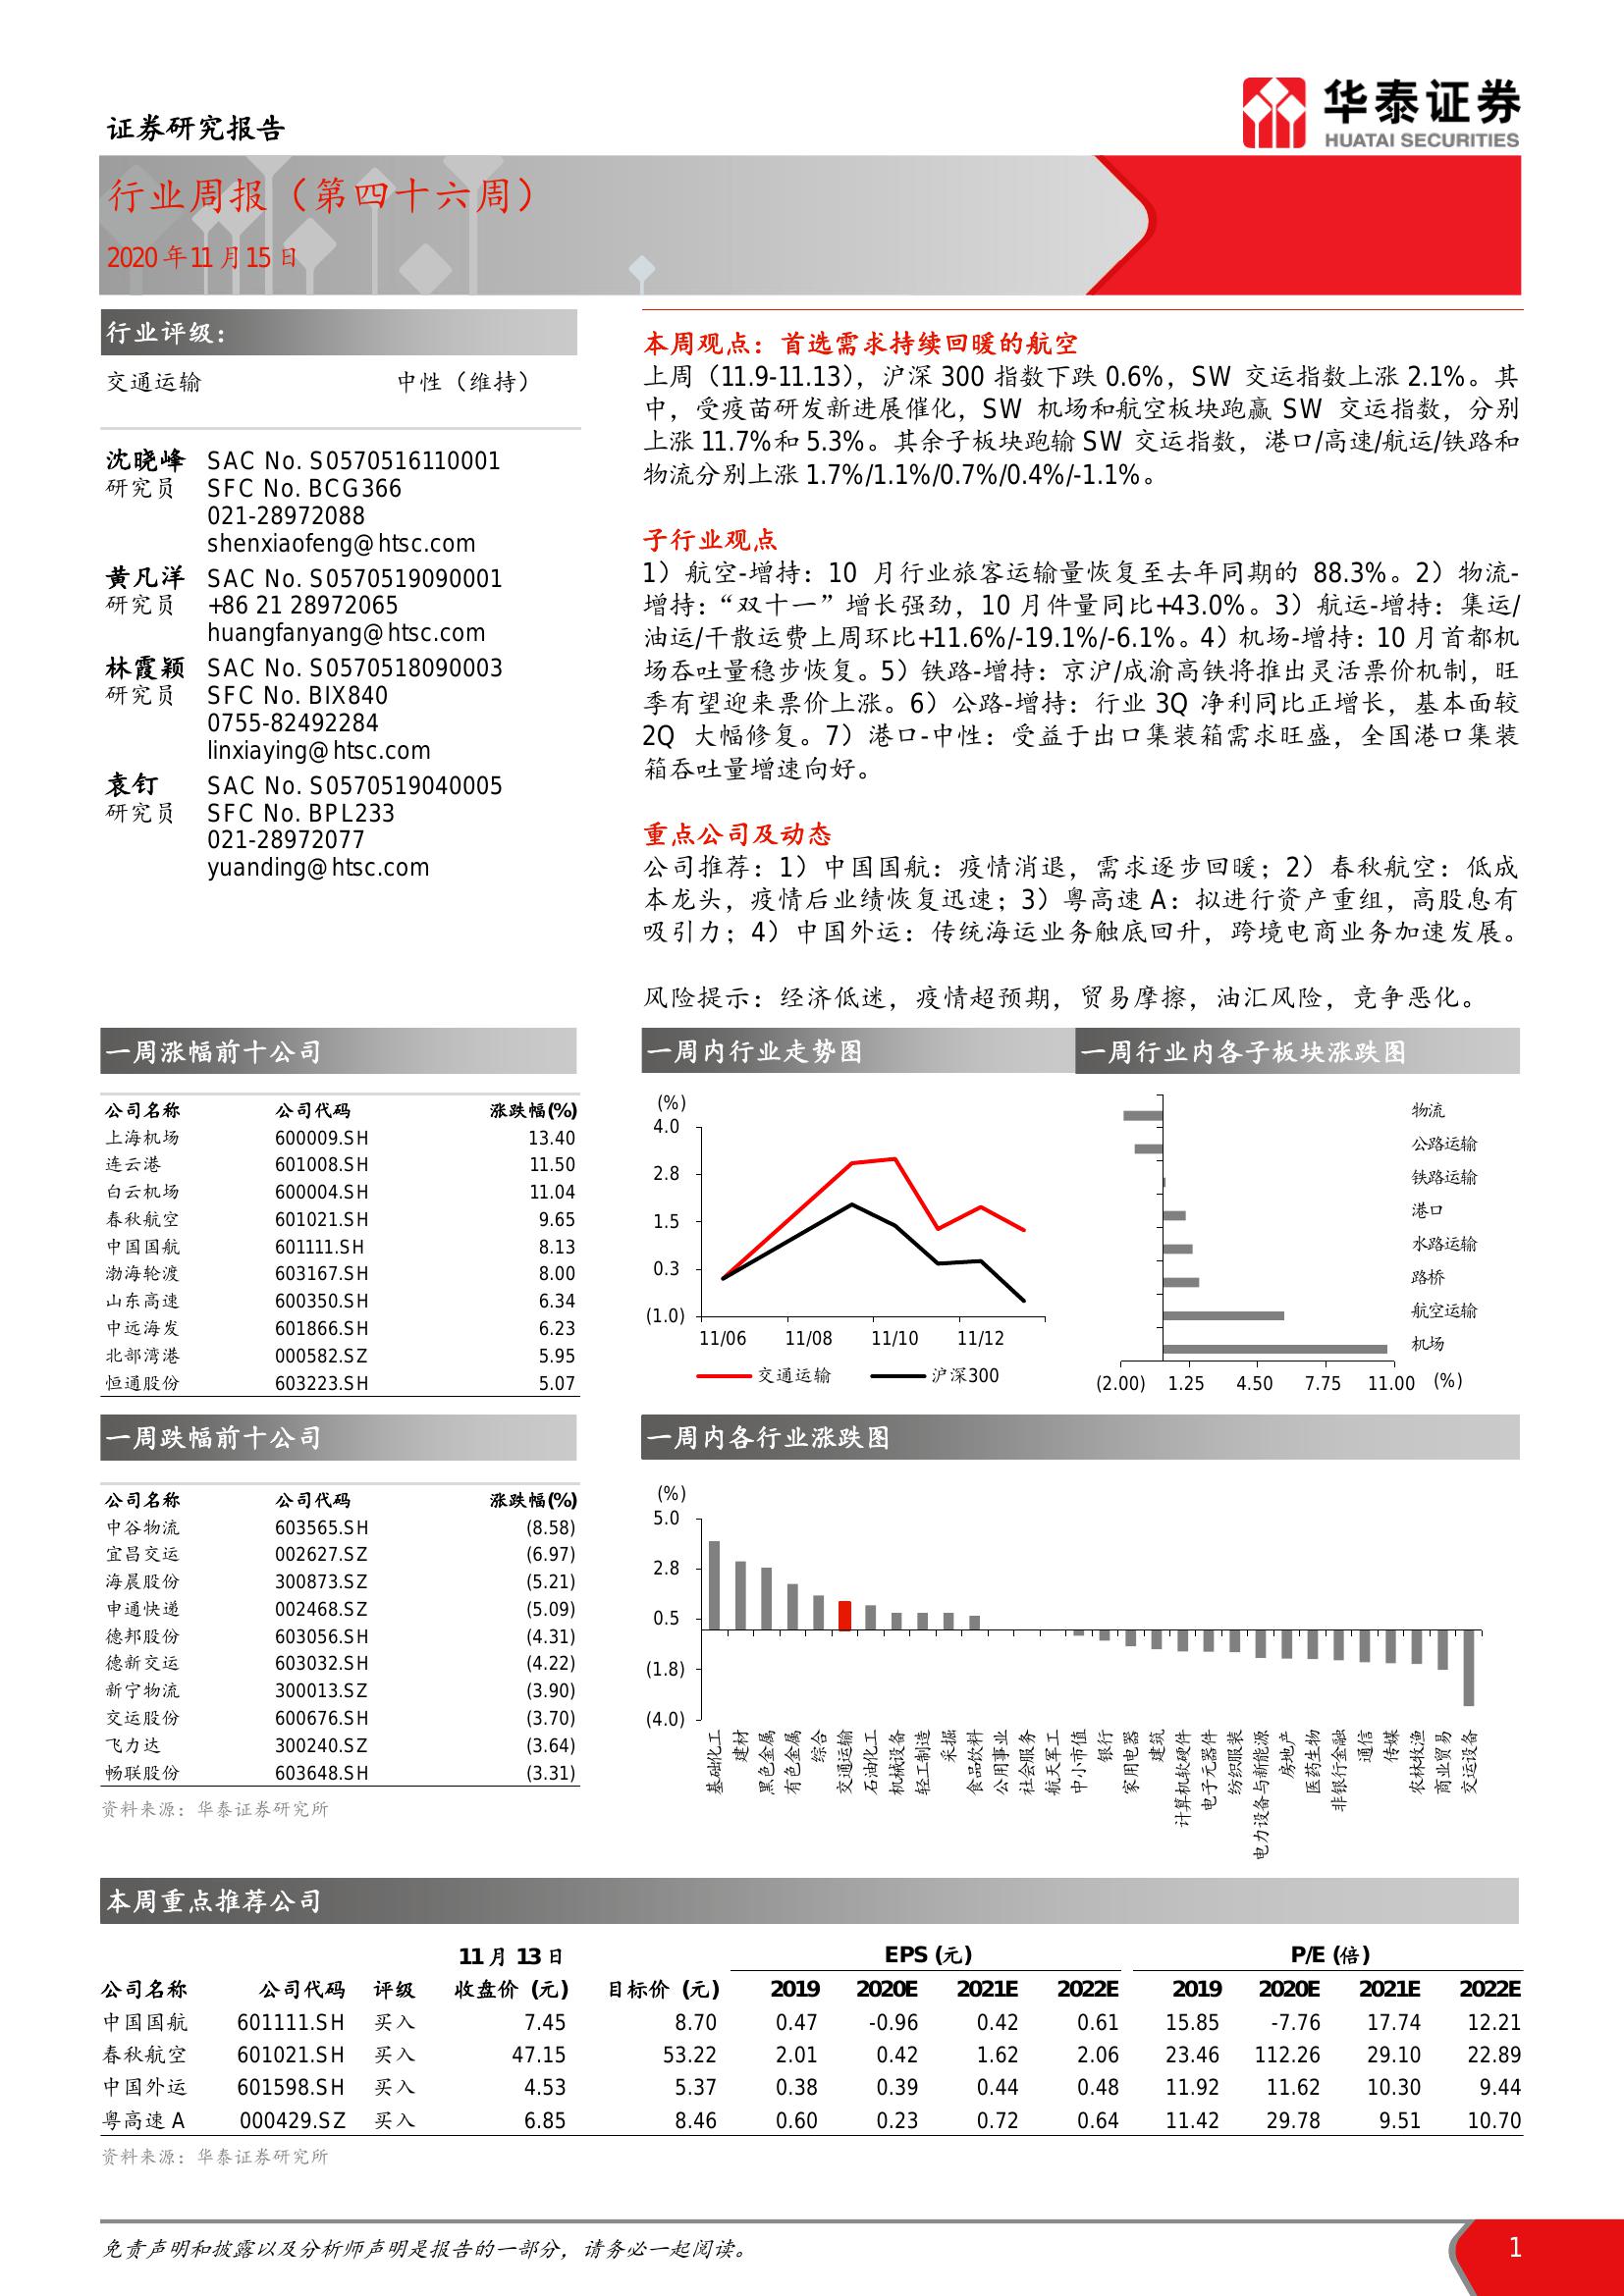 证券研究报告
华泰证券
HUATAI SECURITIES
行业周报（第四十六周）
2020 年 11 月 15 日
行业评级：
交通运输 中性（维持）
沈晓峰 SAC No. S0570516110001
研究员 SFC No. BCG366
021-28972088
shenxiaofeng@htsc.com
黄凡洋 SAC No. S0570519090001
研究员 +86 21 28972065
huangfanyang@htsc.com
林霞颖 SAC No. S0570518090003
研究员 SFC No. BIX840
0755-82492284
linxiaying@htsc.com
袁钉 SAC No. S0570519040005
研究员 SFC No. BPL233
021-28972077
yuanding@htsc.com
本周观点：首选需求持续回暖的航空
上周（11.9-11.13），沪深 300 指数下跌 0.6%，SW 交运指数上涨 2.1%。其
中，受疫苗研发新进展催化，SW 机场和航空板块跑赢 SW 交运指数，分别
上涨 11.7%和 5.3%。其余子板块跑输 SW 交运指数，港口/高速/航运/铁路和
物流分别上涨 1.7%/1.1%/0.7%/0.4%/-1.1%。
子行业观点
1）航空-增持：10 月行业旅客运输量恢复至去年同期的 88.3%。2）物流-
增持：“双十一”增长强劲，10 月件量同比+43.0%。3）航运-增持：集运/
油运/干散运费上周环比+11.6%/-19.1%/-6.1%。4）机场-增持：10 月首都机
场吞吐量稳步恢复。5）铁路-增持：京沪/成渝高铁将推出灵活票价机制，旺
季有望迎来票价上涨。6）公路-增持：行业 3Q 净利同比正增长，基本面较
2Q 大幅修复。7）港口-中性：受益于出口集装箱需求旺盛，全国港口集装
箱吞吐量增速向好。
重点公司及动态
公司推荐：1）中国国航：疫情消退，需求逐步回暖；2）春秋航空：低成
本龙头，疫情后业绩恢复迅速；3）粤高速 A：拟进行资产重组，高股息有
吸引力；4）中国外运：传统海运业务触底回升，跨境电商业务加速发展。
风险提示：经济低迷，疫情超预期，贸易摩擦，油汇风险，竞争恶化。
一周涨幅前十公司
公司名称 公司代码 涨跌幅(%)
上海机场 600009.SH 13.40
连云港 601008.SH 11.50
白云机场 600004.SH 11.04
春秋航空 601021.SH 9.65
中国国航 601111.SH 8.13
渤海轮渡 603167.SH 8.00
山东高速 600350.SH 6.34
中远海发 601866.SH 6.23
北部湾港 000582.SZ 5.95
恒通股份 603223.SH 5.07
一周内行业走势图
(%)
4.0
2.8
1.5
0.3
(1.0)
11/06 11/08 11/10 11/12
交通运输 沪深300
一周行业内各子板块涨跌图
物流
公路运输
铁路运输
港口
水路运输
路桥
航空运输
机场
(2.00) 1.25 4.50 7.75 11.00 (%)
一周跌幅前十公司
公司名称 公司代码 涨跌幅(%)
中谷物流 603565.SH (8.58)
宜昌交运 002627.SZ (6.97)
海晨股份 300873.SZ (5.21)
申通快递 002468.SZ (5.09)
德邦股份 603056.SH (4.31)
德新交运 603032.SH (4.22)
新宁物流 300013.SZ (3.90)
交运股份 600676.SH (3.70)
飞力达 300240.SZ (3.64)
畅联股份 603648.SH (3.31)
资料来源：华泰证券研究所
一周内各行业涨跌图
(%)
5.0
2.8
0.5
(1.8)
(4.0)
基础化工
建材
黑色金属
有色金属
综合
交通运输
石油化工
机械设备
轻工制造
采掘
食品饮料
公用事业
社会服务
航天军工
中小市值
银行
家用电器
建筑
计算机软硬件
电子元器件
纺织服装
电力设备与新能源
房地产
医药生物
非银行金融
通信
传媒
农林牧渔
商业贸易
交运设备
本周重点推荐公司
11 月 13 日 EPS (元) P/E (倍)
公司名称 公司代码 评级 收盘价 (元) 目标价 (元) 2019 2020E 2021E 2022E 2019 2020E 2021E 2022E
中国国航 601111.SH 买入 7.45 8.70 0.47 -0.96 0.42 0.61 15.85 -7.76 17.74 12.21
春秋航空 601021.SH 买入 47.15 53.22 2.01 0.42 1.62 2.06 23.46 112.26 29.10 22.89
中国外运 601598.SH 买入 4.53 5.37 0.38 0.39 0.44 0.48 11.92 11.62 10.30 9.44
粤高速 A 000429.SZ 买入 6.85 8.46 0.60 0.23 0.72 0.64 11.42 29.78 9.51 10.70
资料来源：华泰证券研究所
免责声明和披露以及分析师声明是报告的一部分，请务必一起阅读。
1